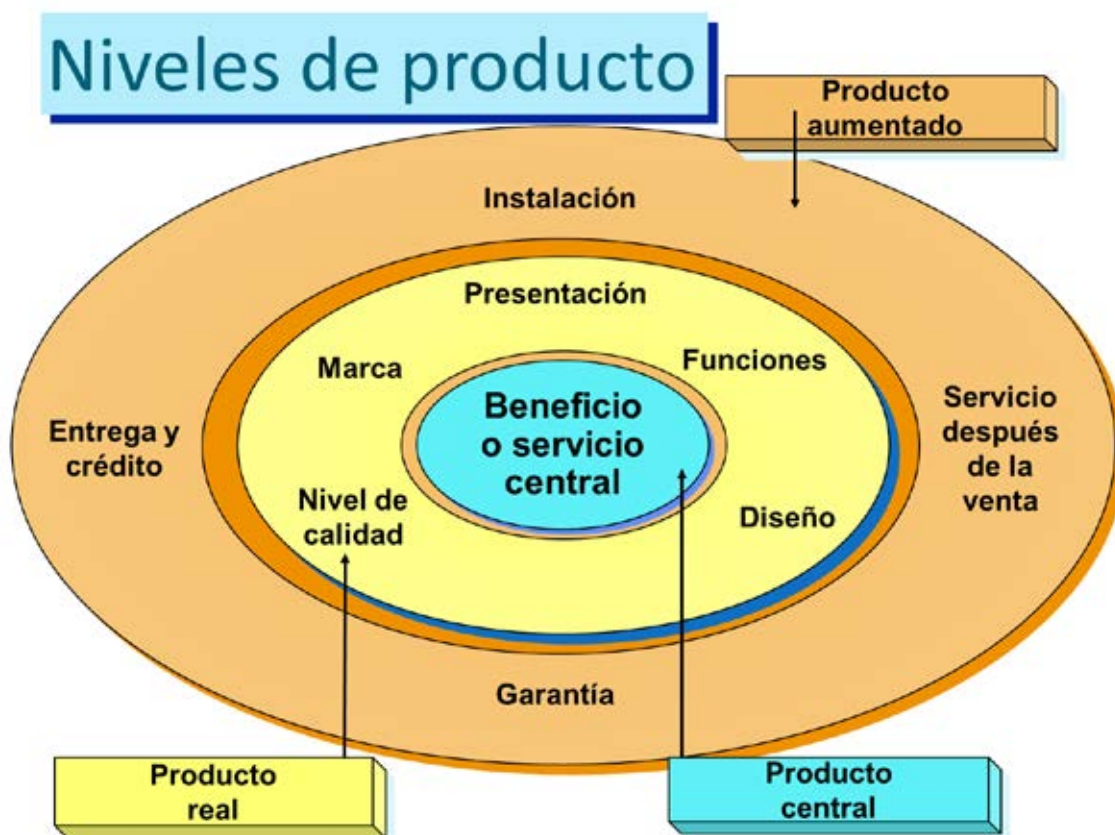 Niveles de producto
Producto
aumentado
Instalación
Presentación
Marca
Funciones
Beneficio
o servicio
central
Entrega y
crédito
Servicio
después
de la
venta
Nivel de
calidad
Diseño
Garantía
Producto
real
Producto
central